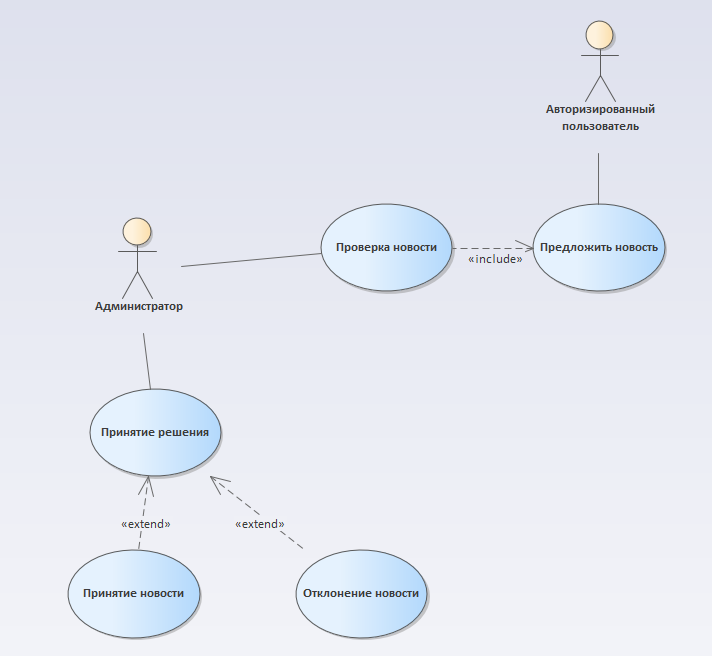 Авторизированный
пользователь
Проверка новости
«include»
Предложить новость
Администратор
Принятие решения
«extend»
«extend»
Принятие новости
Отклонение новости